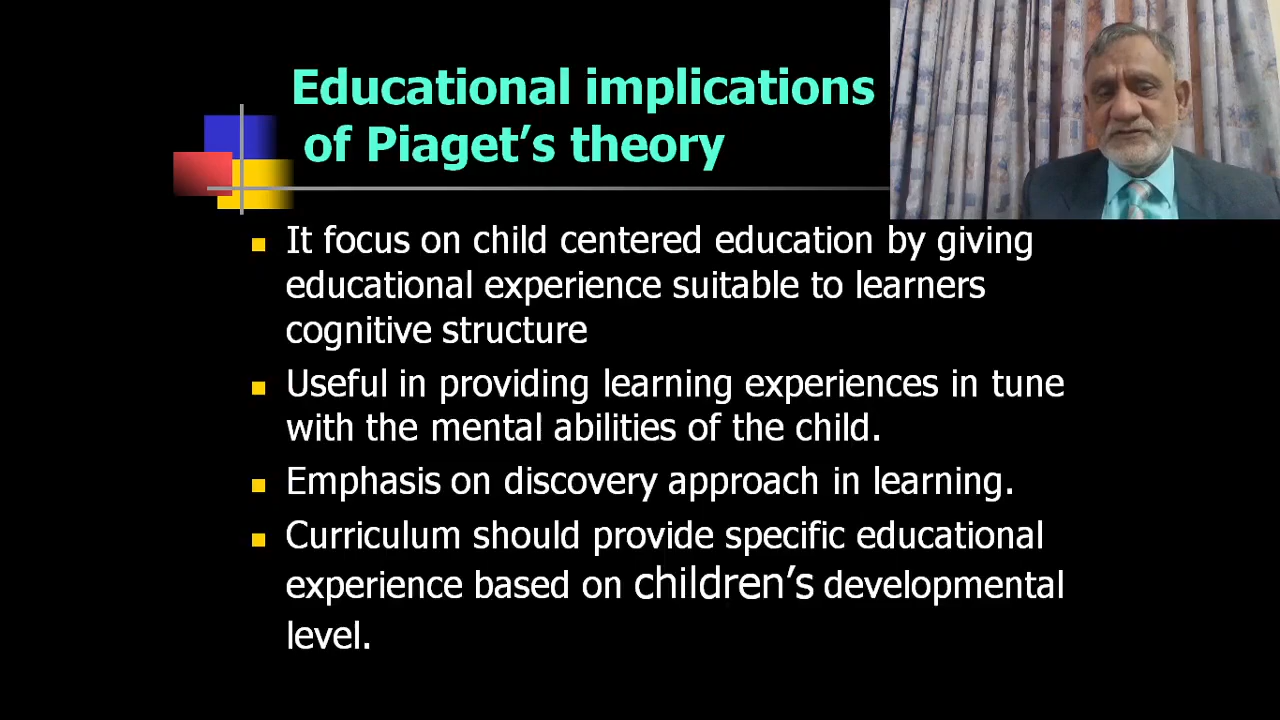 Educational implications
of Piaget’s theory
It focus on child centered education by giving
educational experience suitable to learners
cognitive structure
Useful in providing learning experiences in tune
with the mental abilities of the child.
Emphasis on discovery approach in learning.
Curriculum should provide specific educational
experience based on children’s developmental
level.